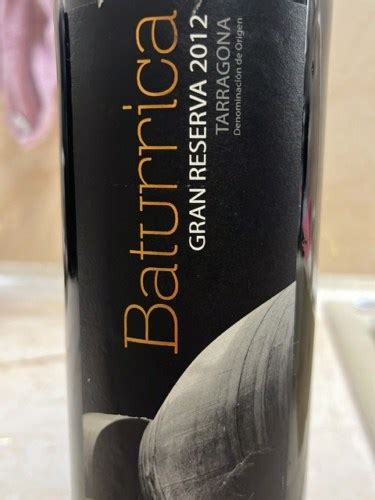 Baturrica
GRAN RESERVA 2012
TARRAGONA
Denominación de Origen